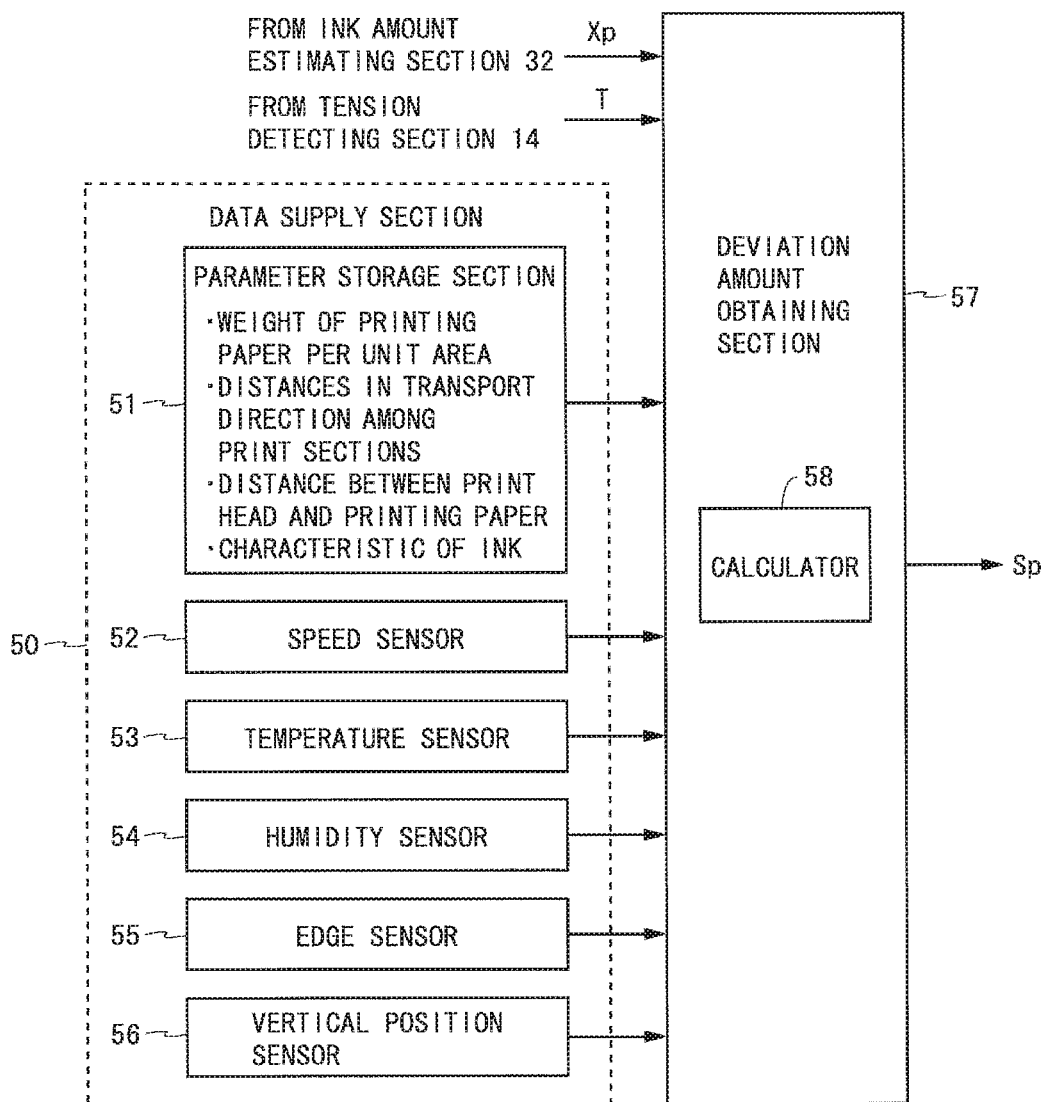 FROM INK AMOUNT
ESTIMATING SECTION 32
Xp
FROM TENSION
DETECTING SECTION 14
T
DATA SUPPLY SECTION
PARAMETER STORAGE SECTION
・WEIGHT OF PRINTING
PAPER PER UNIT AREA
・DISTANCES IN TRANSPORT
DIRECTION AMONG
PRINT SECTIONS
・DISTANCE BETWEEN PRINT
HEAD AND PRINTING PAPER
・CHARACTERISTIC OF INK
51
DEVIATION
AMOUNT
OBTAINING
SECTION
57
58
CALCULATOR
Sp
50
52
SPEED SENSOR
53
TEMPERATURE SENSOR
54
HUMIDITY SENSOR
55
EDGE SENSOR
56
VERTICAL POSITION
SENSOR